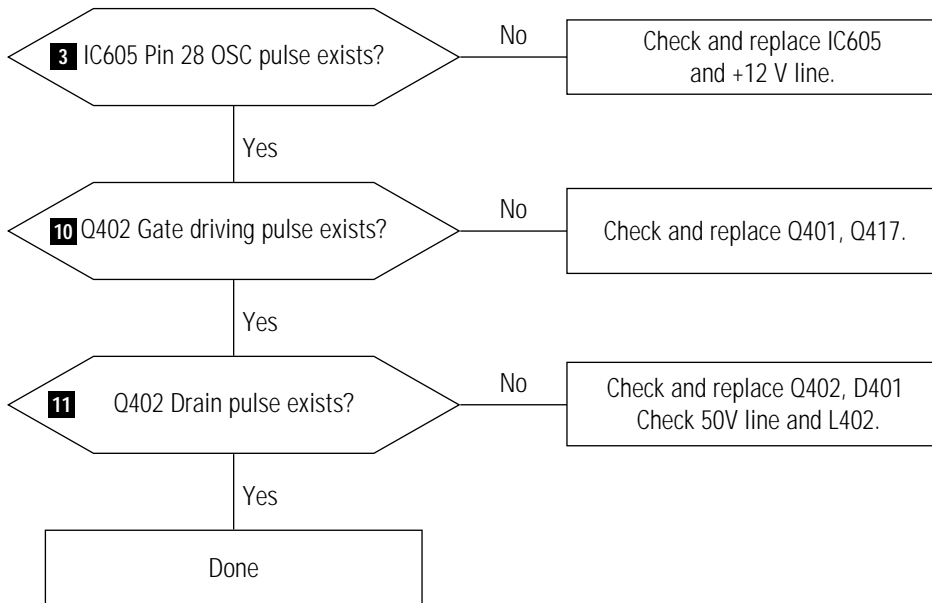 3 IC605 Pin 28 OSC pulse exists?
No
Check and replace IC605
and +12 V line.
Yes
10 Q402 Gate driving pulse exists?
No
Check and replace Q401, Q417.
Yes
11 Q402 Drain pulse exists?
No
Check and replace Q402, D401
Check 50V line and L402.
Yes
Done